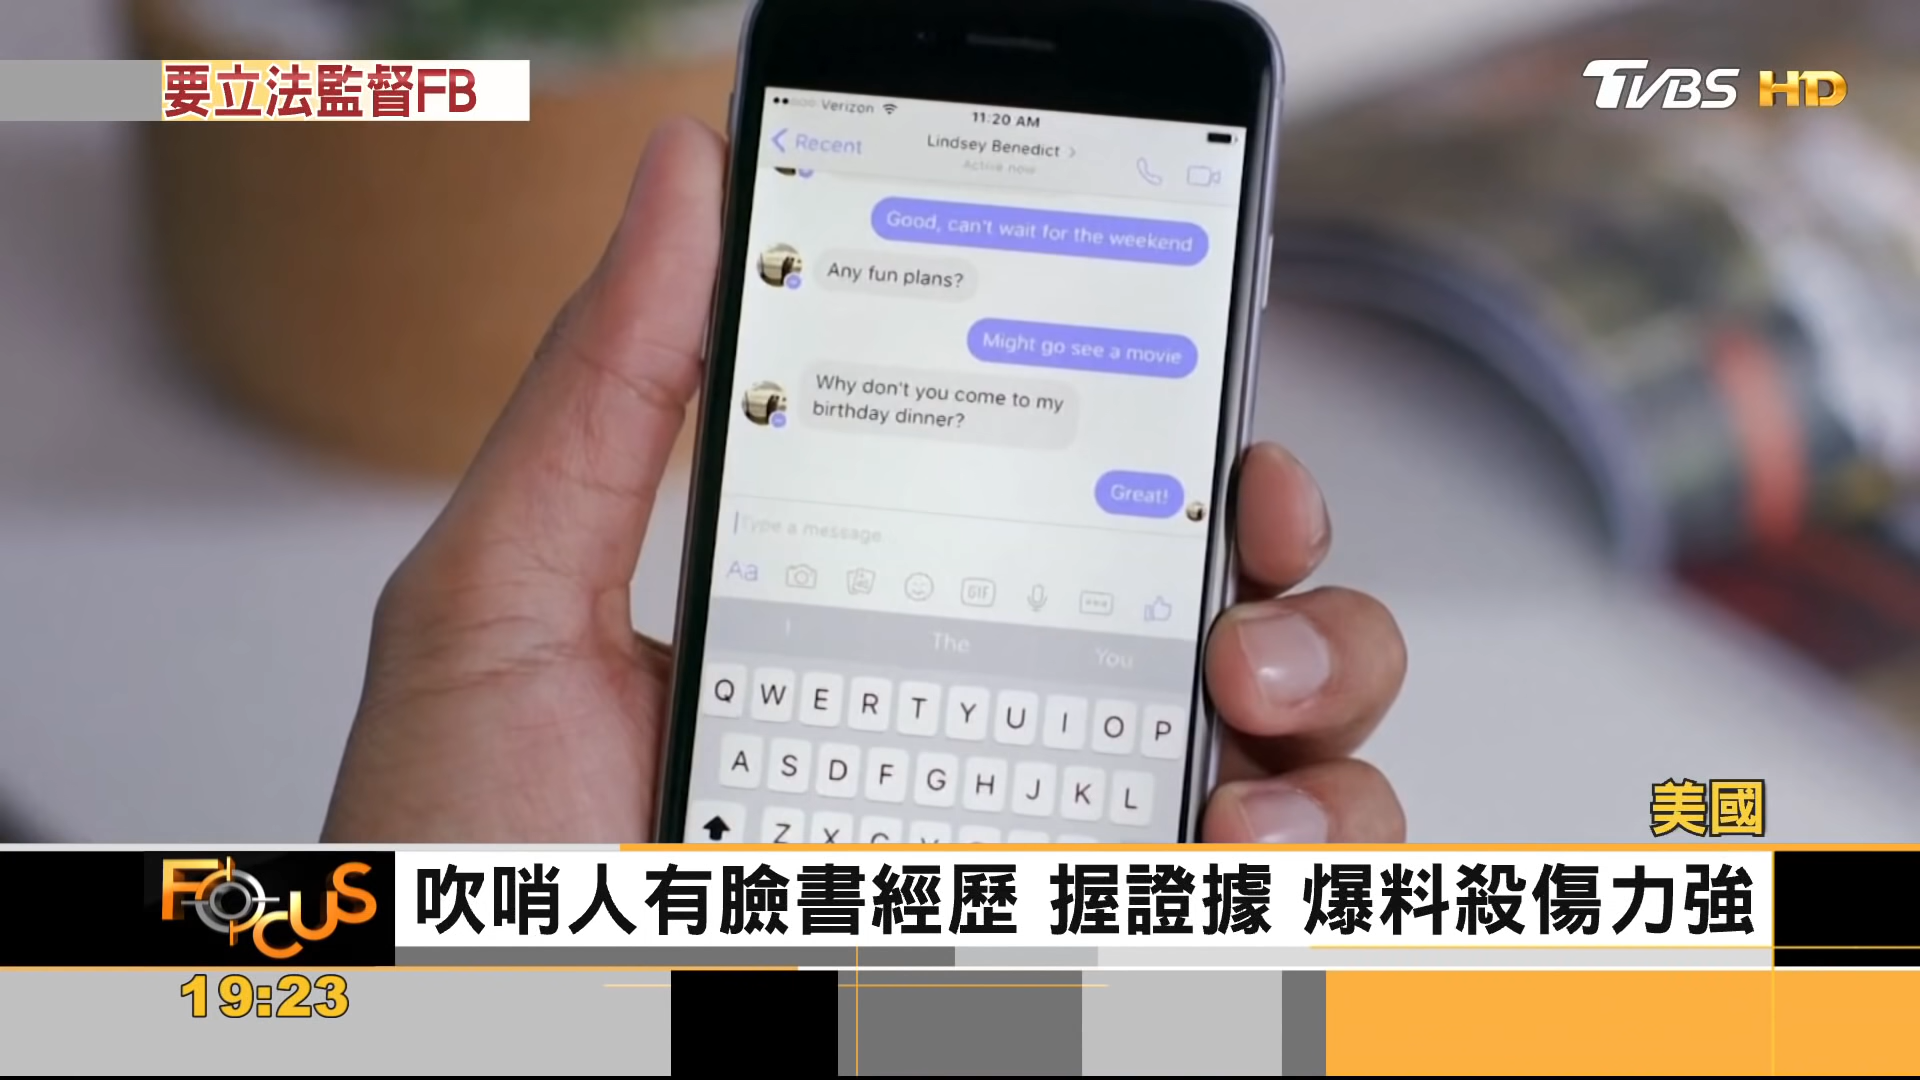 要立法監督FB
TVBS HD
Verizon
11:20 AM
Recent
Lindsey Benedict
Active now
Good, can't wait for the weekend
Any fun plans?
Might go see a movie
Why don't you come to my
birthday dinner?
Great!
Type a message
Aa
GIF
I The You
Q W E R T Y U I O P
A S D F G H J K L
Z X C V
美國
FOCUS
吹哨人有臉書經歷 握證據 爆料殺傷力強
19:23